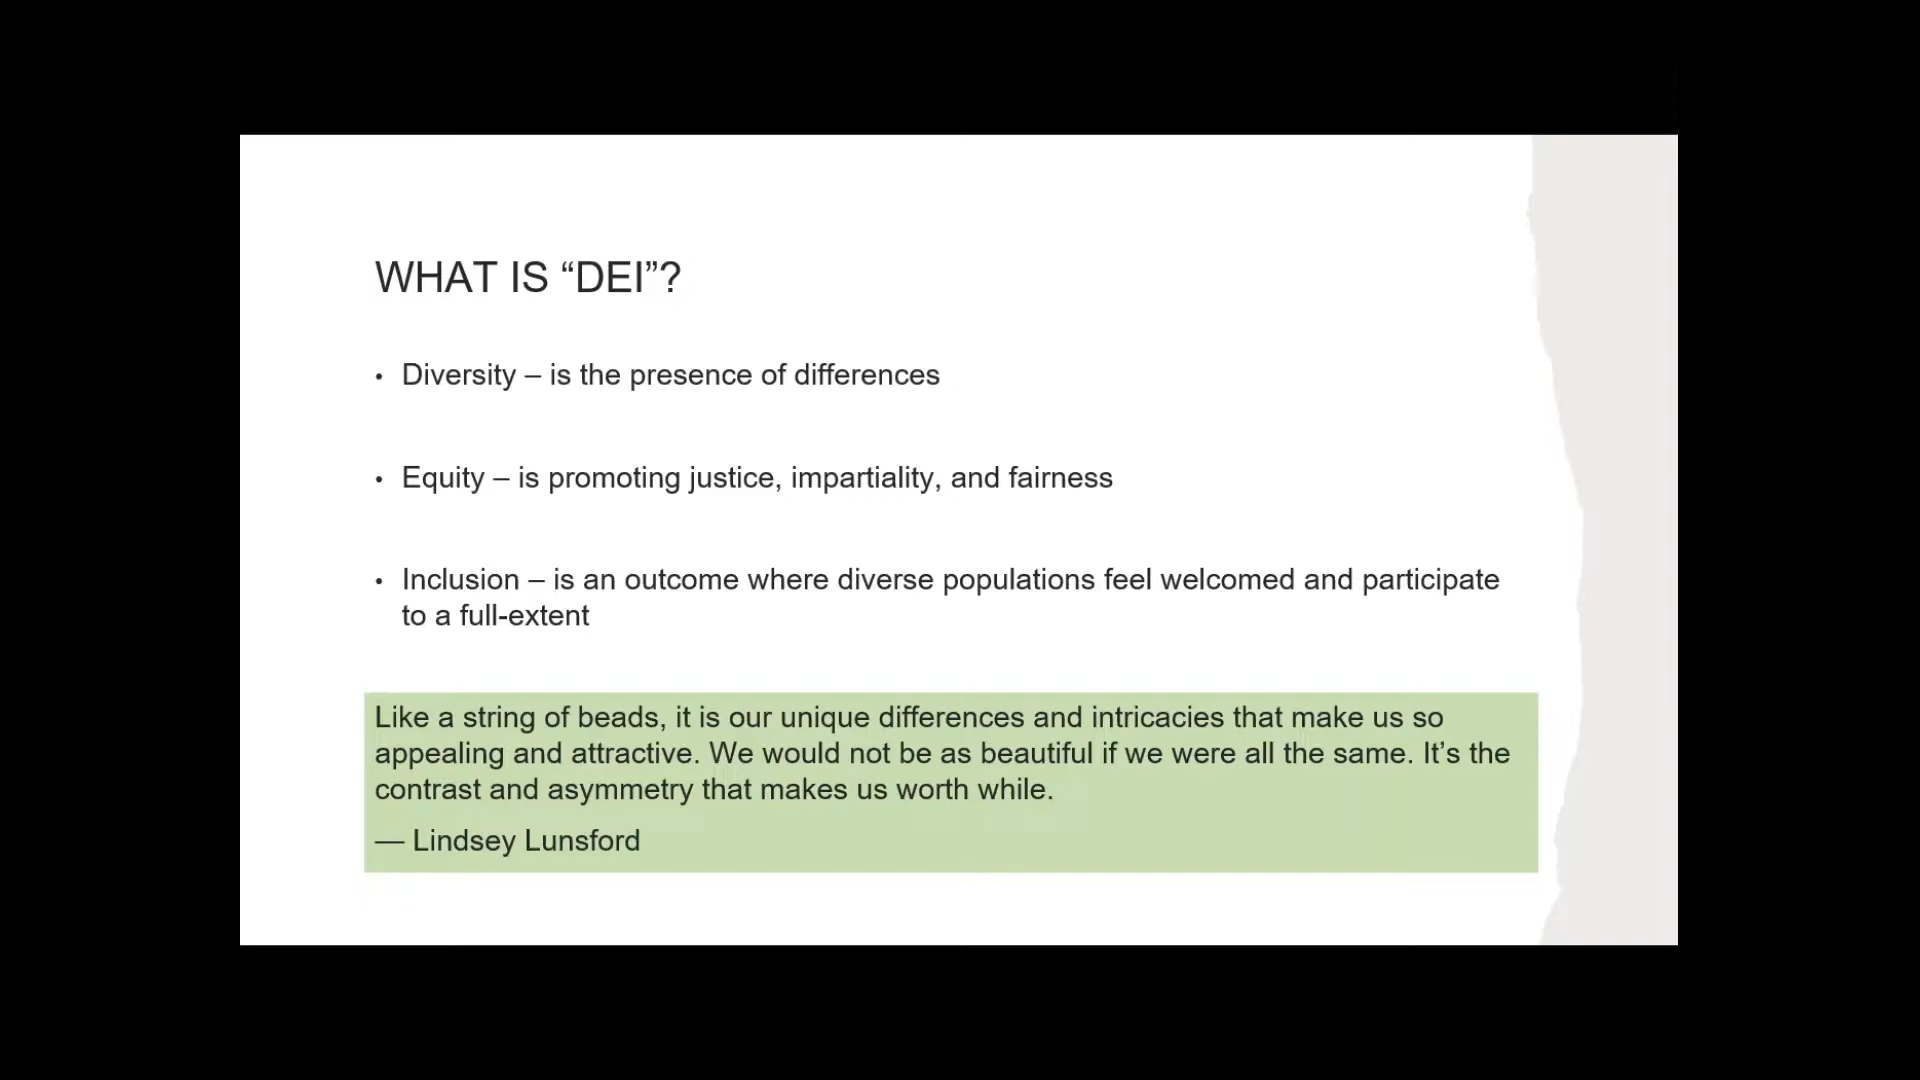 WHAT IS “DEI”?
• Diversity – is the presence of differences
• Equity – is promoting justice, impartiality, and fairness
• Inclusion – is an outcome where diverse populations feel welcomed and participate
to a full-extent
Like a string of beads, it is our unique differences and intricacies that make us so
appealing and attractive. We would not be as beautiful if we were all the same. It’s the
contrast and asymmetry that makes us worth while.
— Lindsey Lunsford